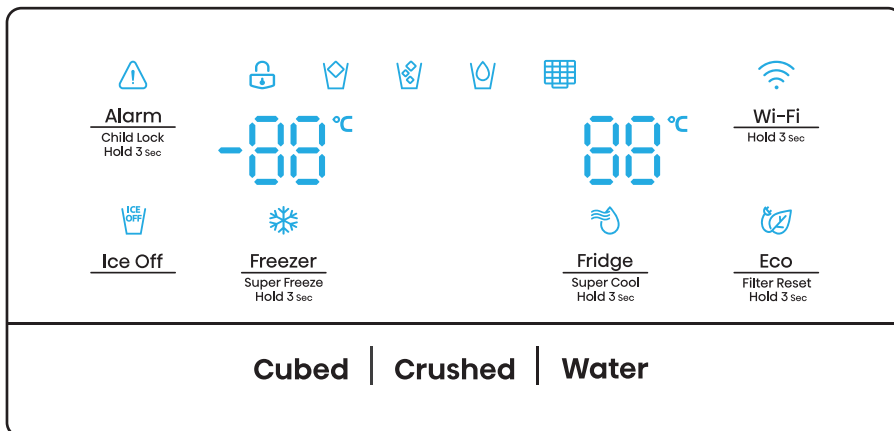 Alarm
Child Lock
Hold 3 Sec
-88 °C
88 °C
Wi-Fi
Hold 3 Sec
ICE
OFF
Ice Off
Freezer
Super Freeze
Hold 3 Sec
Fridge
Super Cool
Hold 3 Sec
Eco
Filter Reset
Hold 3 Sec
Cubed | Crushed | Water